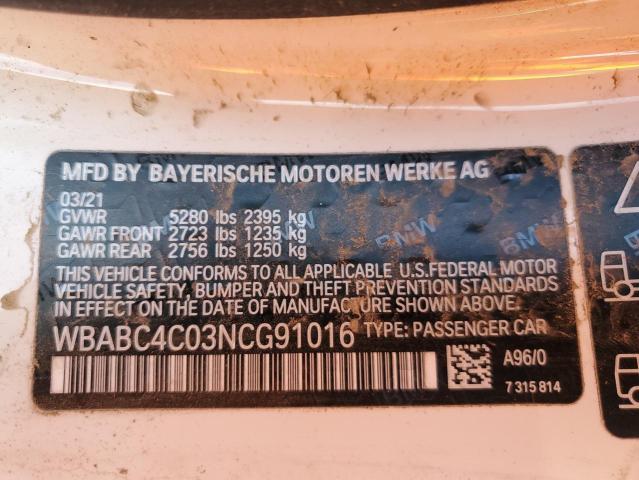 MFD BY BAYERISCHE MOTOREN WERKE AG
03/21
GVWR 5280 lbs 2395 kg
GAWR FRONT 2723 lbs 1235 kg
GAWR REAR 2756 lbs 1250 kg
THIS VEHICLE CONFORMS TO ALL APPLICABLE U.S.FEDERAL MOTOR
VEHICLE SAFETY, BUMPER AND THEFT PREVENTION STANDARDS
IN EFFECT ON THE DATE OF MANUFACTURE SHOWN ABOVE.
WBABC4C03NCG91016 TYPE: PASSENGER CAR
A96/0
7 315 814